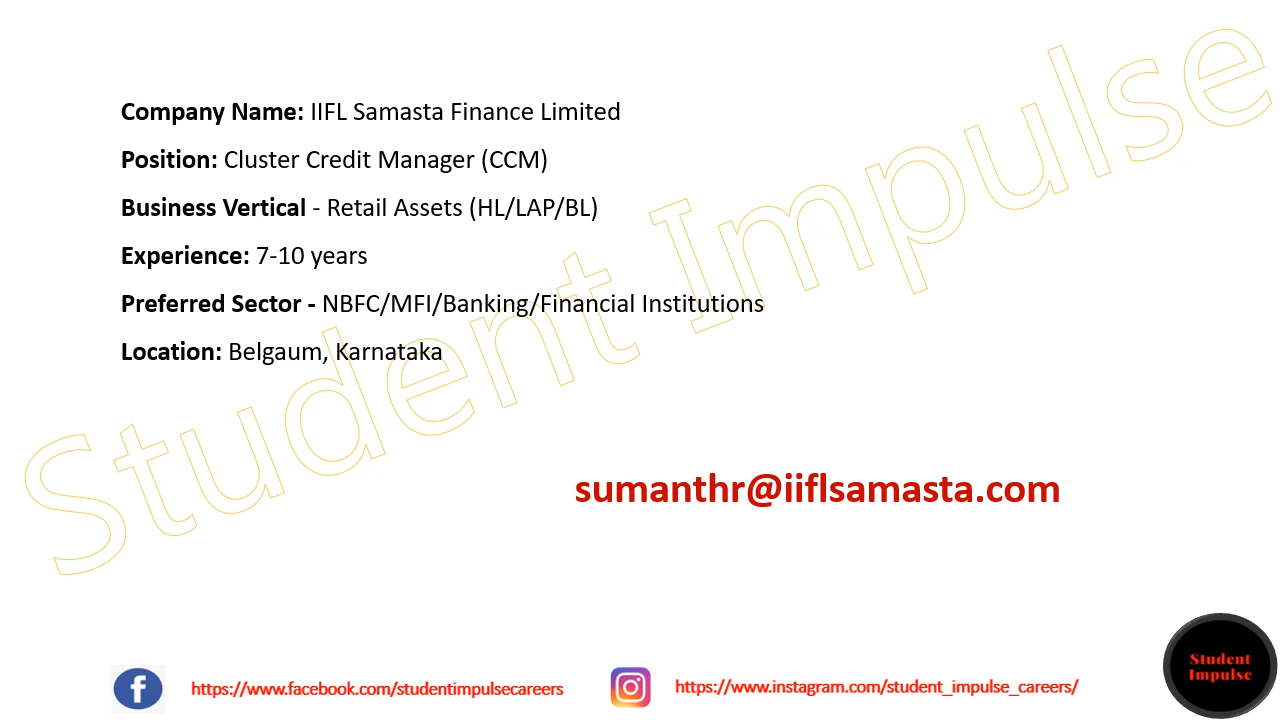 Company Name: IIFL Samasta Finance Limited
Position: Cluster Credit Manager (CCM)
Business Vertical - Retail Assets (HL/LAP/BL)
Experience: 7-10 years
Preferred Sector - NBFC/MFI/Banking/Financial Institutions
Location: Belgaum, Karnataka
Student Impulse
sumanthr@iiflsamasta.com
https://www.facebook.com/studentimpulsecareers
https://www.instagram.com/student_impulse_careers/
Student
Impulse